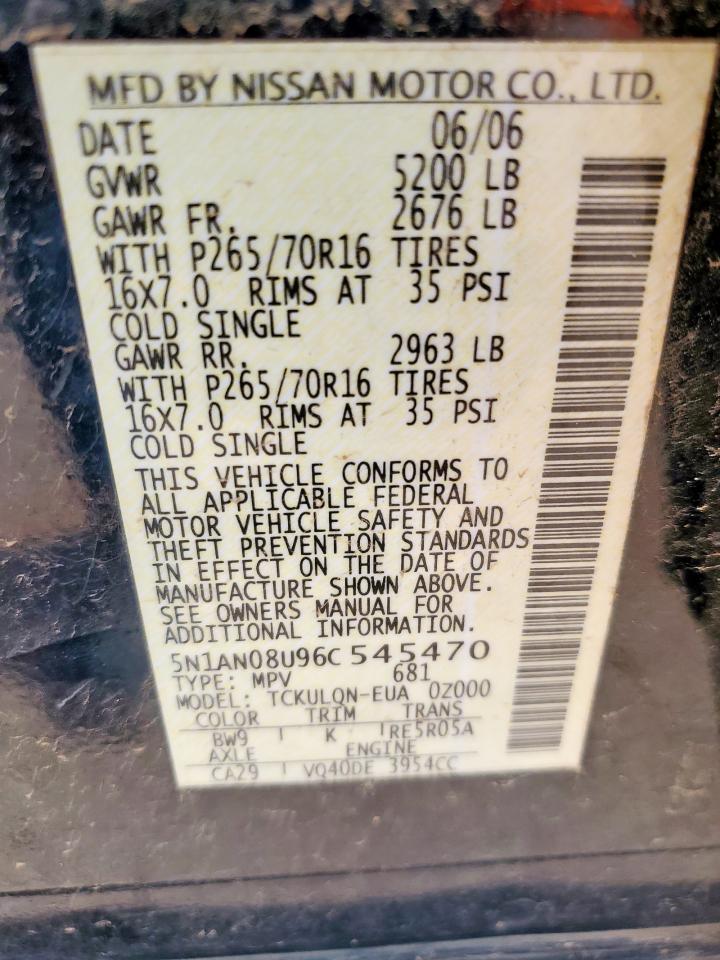 MFD BY NISSAN MOTOR CO., LTD.
DATE 06/06
GVWR 5200 LB
GAWR FR. 2676 LB
WITH P265/70R16 TIRES
16X7.0 RIMS AT 35 PSI
COLD SINGLE
GAWR RR. 2963 LB
WITH P265/70R16 TIRES
16X7.0 RIMS AT 35 PSI
COLD SINGLE
THIS VEHICLE CONFORMS TO
ALL APPLICABLE FEDERAL
MOTOR VEHICLE SAFETY AND
THEFT PREVENTION STANDARDS
IN EFFECT ON THE DATE OF
MANUFACTURE SHOWN ABOVE.
SEE OWNERS MANUAL FOR
ADDITIONAL INFORMATION.
5N1AN08U96C 545470
TYPE: MPV 681
MODEL: TCKULQN-EUA 0Z000
COLOR TRIM TRANS
BW9 K RE5R05A
AXLE ENGINE
CA29 VQ40DE 3954CC